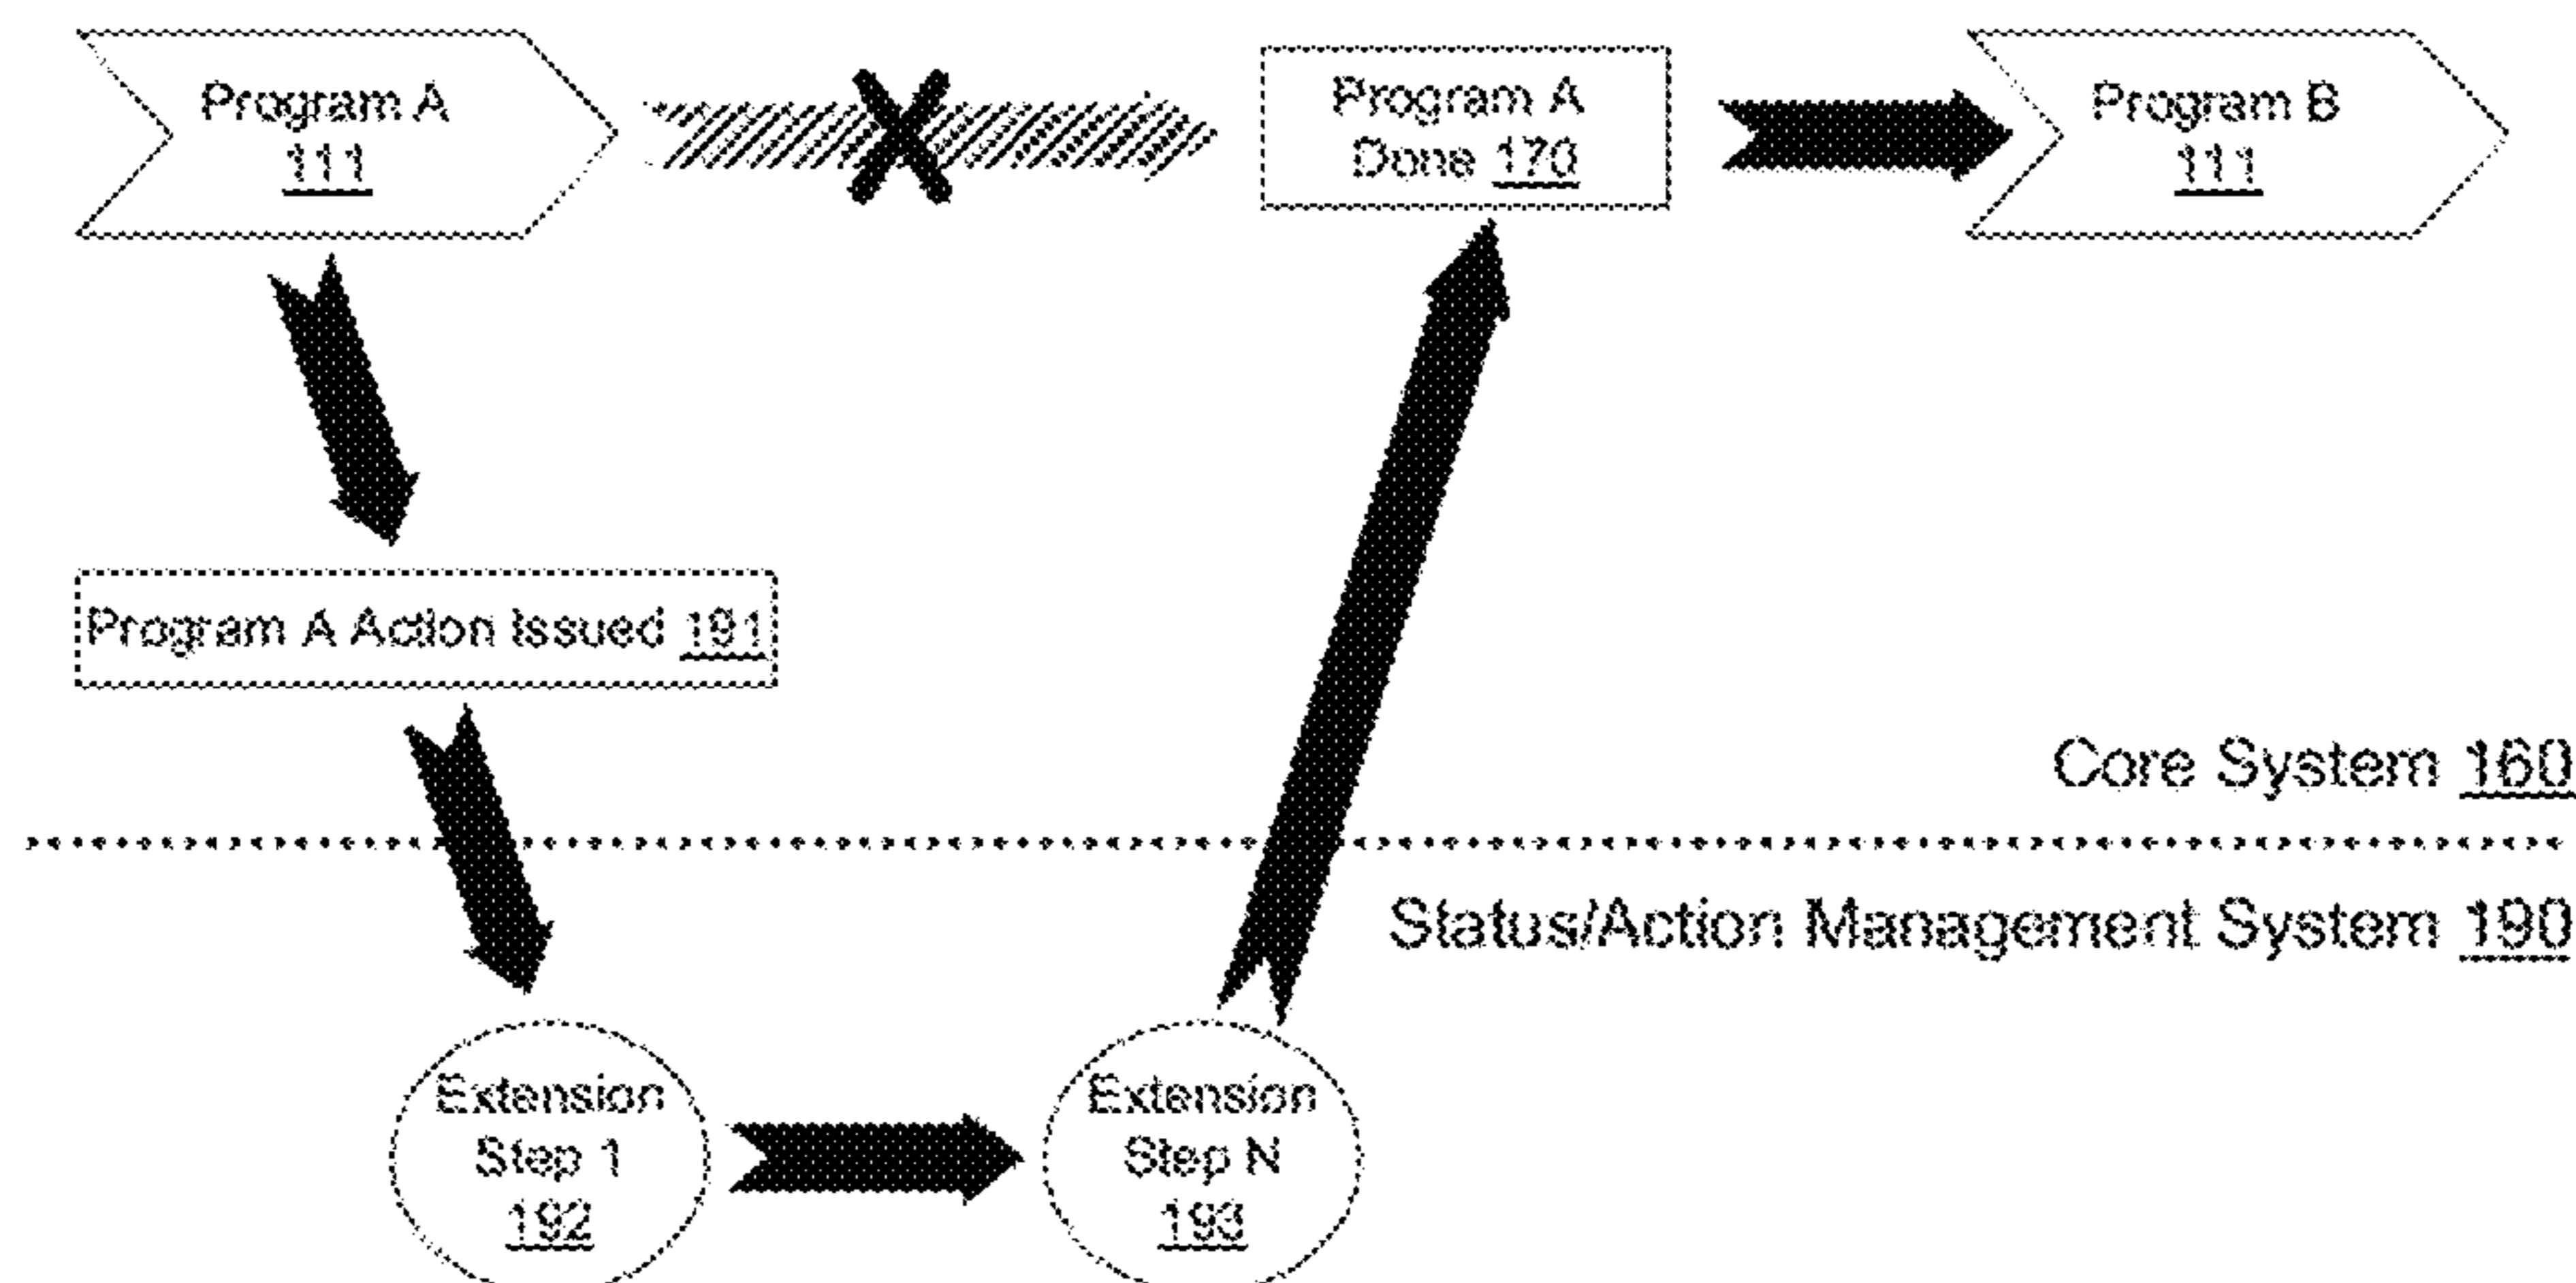 Program A
111
Program A
Done 170
Program B
111
Program A Action Issued 191
Core System 160
Status/Action Management System 190
Extension
Step 1
192
Extension
Step N
193